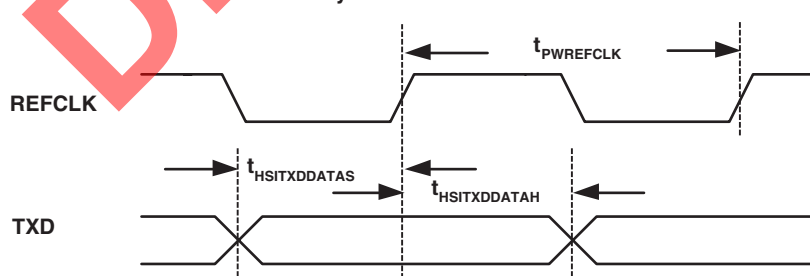 tPWREFCLK
REFCLK
tHSITXDDATAS
tHSITXDDATAH
TXD